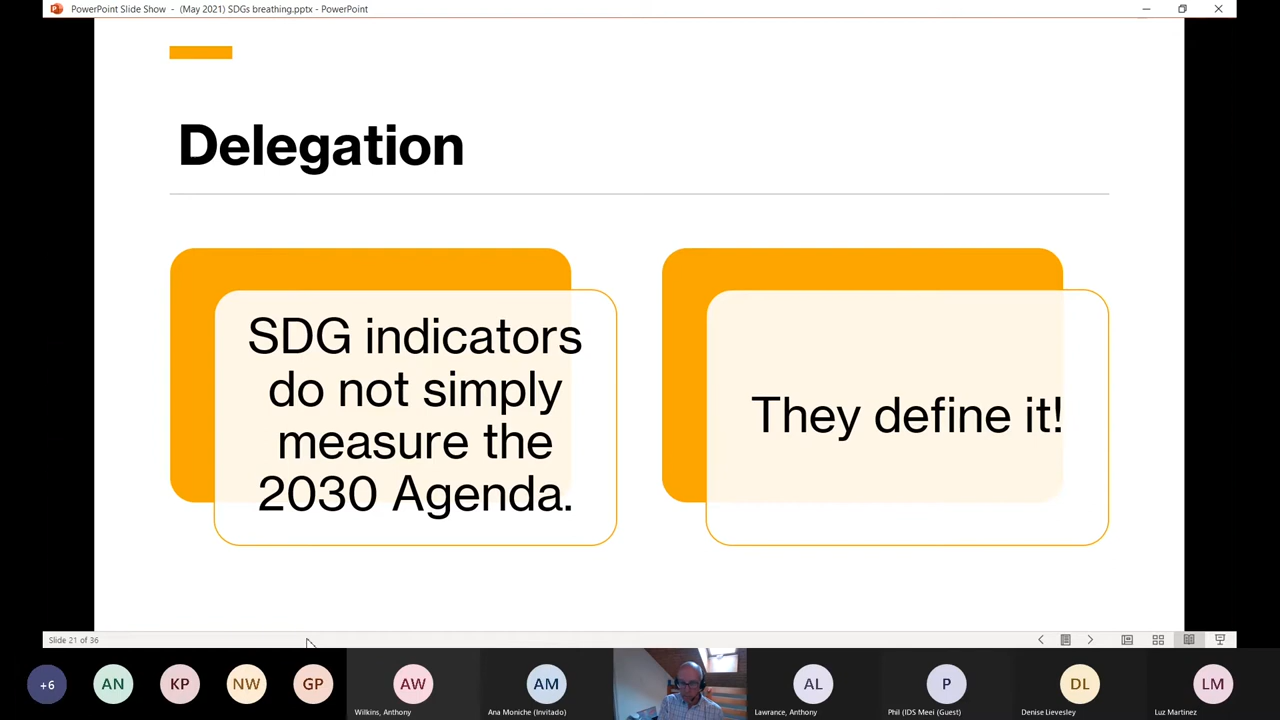 PowerPoint Slide Show - (May 2021) SDGs breathing.pptx - PowerPoint
Delegation
SDG indicators
do not simply
measure the
2030 Agenda.
They define it!
Slide 21 of 36
+6
AN
KP
NW
GP
AW
Wilkins, Anthony
AM
Ana Moniche (Invitado)
AL
Lawrance, Anthony
P
Phil (IDS Meei (Guest)
DL
Denise Lievesley
LM
Luz Martinez